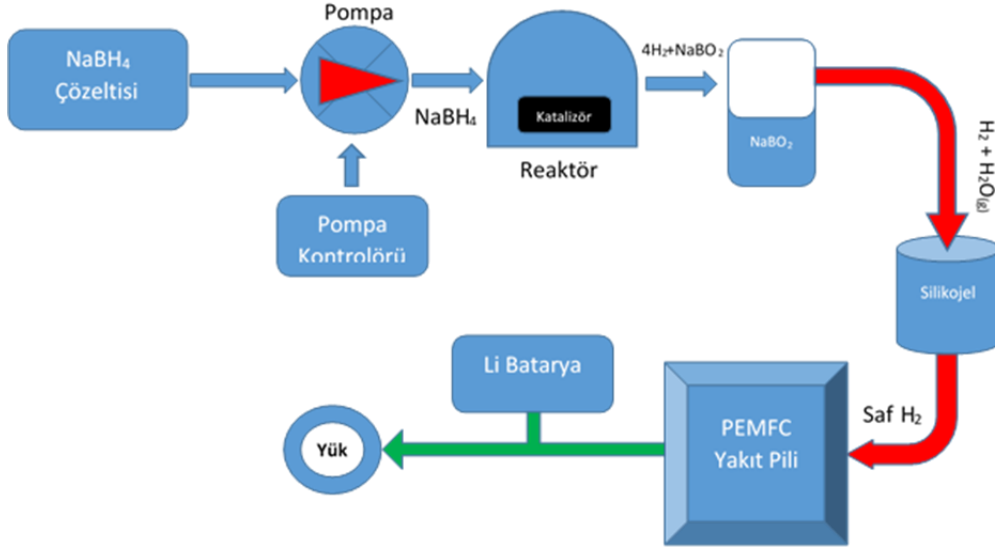 Pompa
NaBH₄
Çözeltisi
NaBH₄
Katalizör
Reaktör
4H₂+NaBO₂
NaBO₂
H₂ + H₂O(g)
Pompa
Kontrolörü
Silikojel
Li Batarya
Yük
PEMFC
Yakıt Pili
Saf H₂